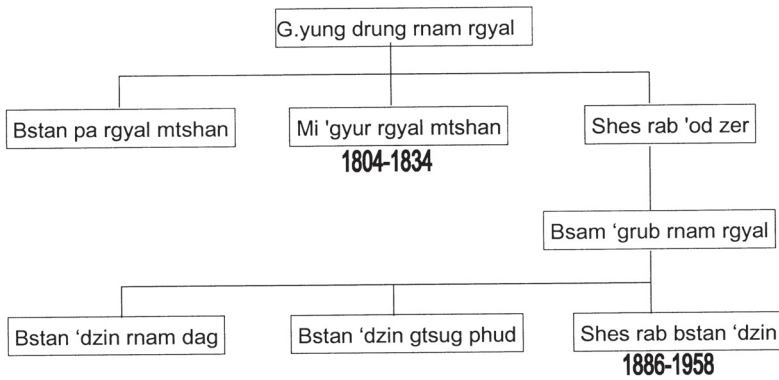 G.yung drung rnam rgyal
Bstan pa rgyal mtshan
Mi 'gyur rgyal mtshan
Shes rab 'od zer
1804-1834
Bsam ‘grub rnam rgyal
Bstan ‘dzin rnam dag
Bstan ‘dzin gtsug phud
Shes rab bstan ‘dzin
1886-1958